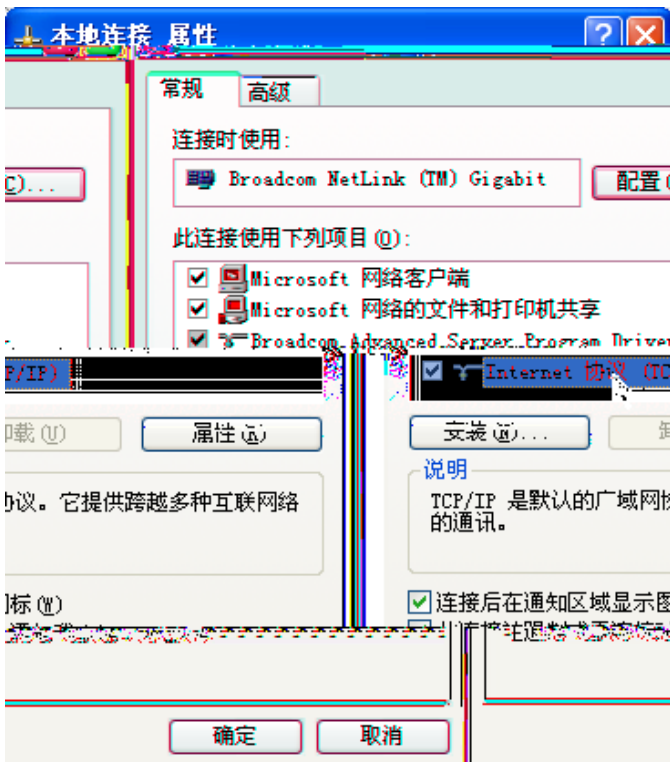 本地连接 属性
常规 高级
连接时使用:
C)...
Broadcom NetLink (TM) Gigabit
配置(
此连接使用下列项目(O):
Microsoft 网络客户端
Microsoft 网络的文件和打印机共享
Broadcom Advanced Server Program Driver
P/IP)
Internet 协议 (TC
卸载(U)
属性(R)
安装(N)...
说明
协议。它提供跨越多种互联网络
TCP/IP 是默认的广域网协
的通讯。
图标(W)
连接后在通知区域显示图
确定 取消